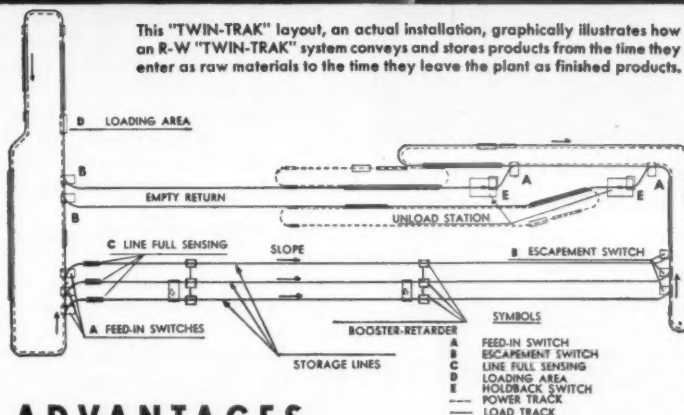 This "TWIN-TRAK" layout, an actual installation, graphically illustrates how
an R-W "TWIN-TRAK" system conveys and stores products from the time they
enter as raw materials to the time they leave the plant as finished products.
D LOADING AREA
B
EMPTY RETURN
B
A
A
E
E
UNLOAD STATION
C LINE FULL SENSING
SLOPE
B ESCAPEMENT SWITCH
A FEED-IN SWITCHES
BOOSTER-RETARDER
STORAGE LINES
SYMBOLS
A FEED-IN SWITCH
B ESCAPEMENT SWITCH
C LINE FULL SENSING
D LOADING AREA
E HOLDBACK SWITCH
POWER TRACK
LOAD TRACK
ADVANTAGES